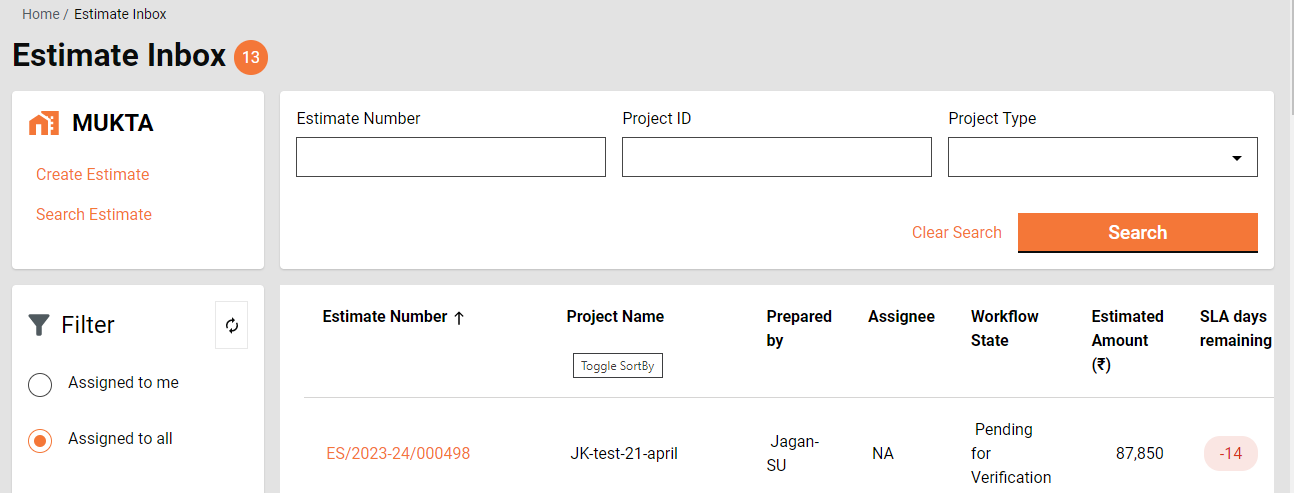 Home / Estimate Inbox
Estimate Inbox 13
MUKTA
Create Estimate
Search Estimate
Estimate Number
Project ID
Project Type
Clear Search
Search
Filter
Assigned to me
Assigned to all
Estimate Number ↑
Project Name
Toggle SortBy
Prepared
by
Assignee
Workflow
State
Estimated
Amount
(₹)
SLA days
remaining
ES/2023-24/000498
JK-test-21-april
Jagan-
SU
NA
Pending
for
Verification
87,850
-14